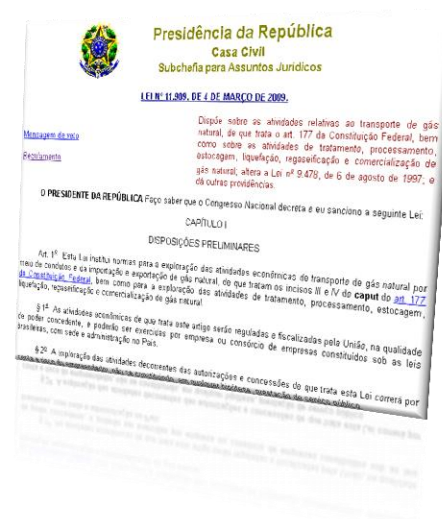 Presidência da República
Casa Civil
Subchefia para Assuntos Jurídicos
LEI Nº 11.909, DE 4 DE MARÇO DE 2009.
Mensagem de veto
Regulamento
Dispõe sobre as atividades relativas ao transporte de gás
natural, de que trata o art. 177 da Constituição Federal, bem
como sobre as atividades de tratamento, processamento,
estocagem, liquefação, regaseificação e comercialização de
gás natural; altera a Lei nº 9.478, de 6 de agosto de 1997; e
dá outras providências.
O PRESIDENTE DA REPÚBLICA Faço saber que o Congresso Nacional decreta e eu sanciono a seguinte Lei:
CAPÍTULO I
DISPOSIÇÕES PRELIMINARES
Art. 1º Esta Lei institui normas para a exploração das atividades econômicas de transporte de gás natural por
meio de condutos e da importação e exportação de gás natural, de que tratam os incisos III e IV do caput do art. 177
da Constituição Federal, bem como para a exploração das atividades de tratamento, processamento, estocagem,
liquefação, regaseificação e comercialização de gás natural.
§ 1º As atividades econômicas de que trata este artigo serão reguladas e fiscalizadas pela União, na qualidade
de poder concedente, e poderão ser exercidas por empresa ou consórcio de empresas constituídos sob as leis
brasileiras, com sede e administração no País.
§ 2º A exploração das atividades decorrentes das autorizações e concessões de que trata esta Lei correrá por